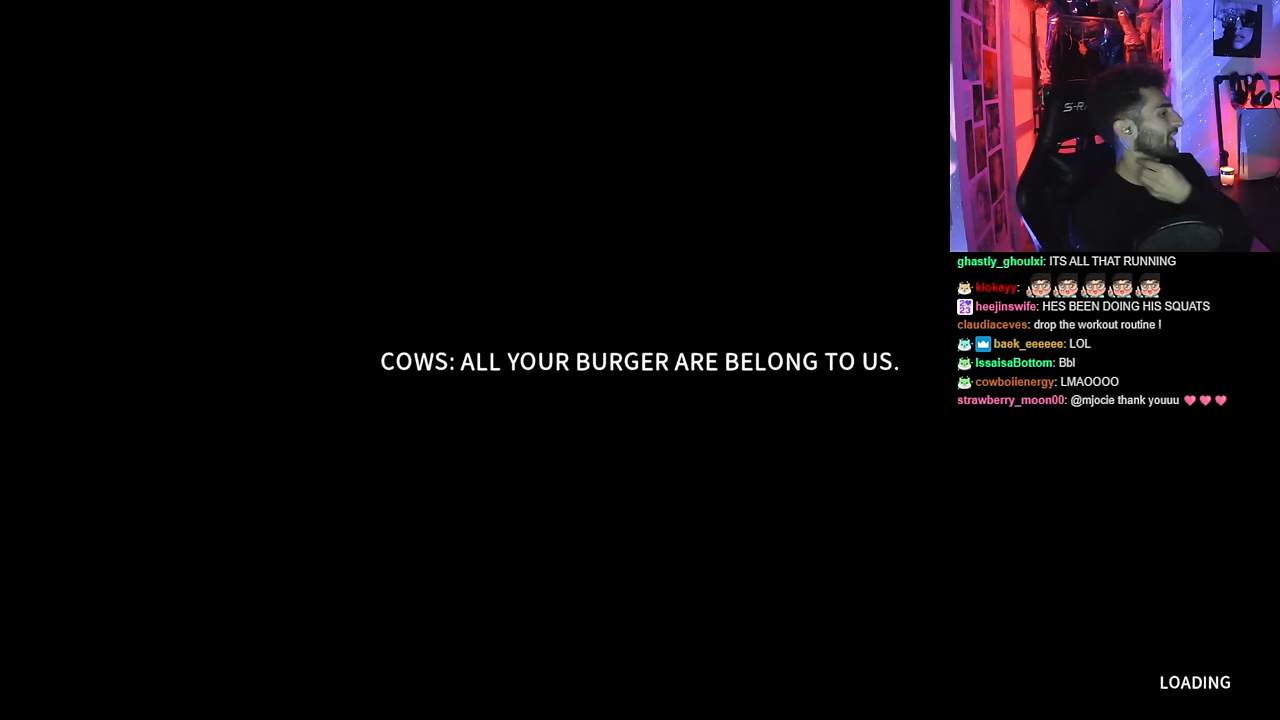 S-R
ghastly_ghoulxi: ITS ALL THAT RUNNING
klokayy:
heejinswife: HES BEEN DOING HIS SQUATS
claudiaceves: drop the workout routine !
baek_eeeeee: LOL
IssaisaBottom: Bbl
cowboiienergy: LMAOOOO
strawberry_moon00: @mjocie thank youuu
COWS: ALL YOUR BURGER ARE BELONG TO US.
LOADING